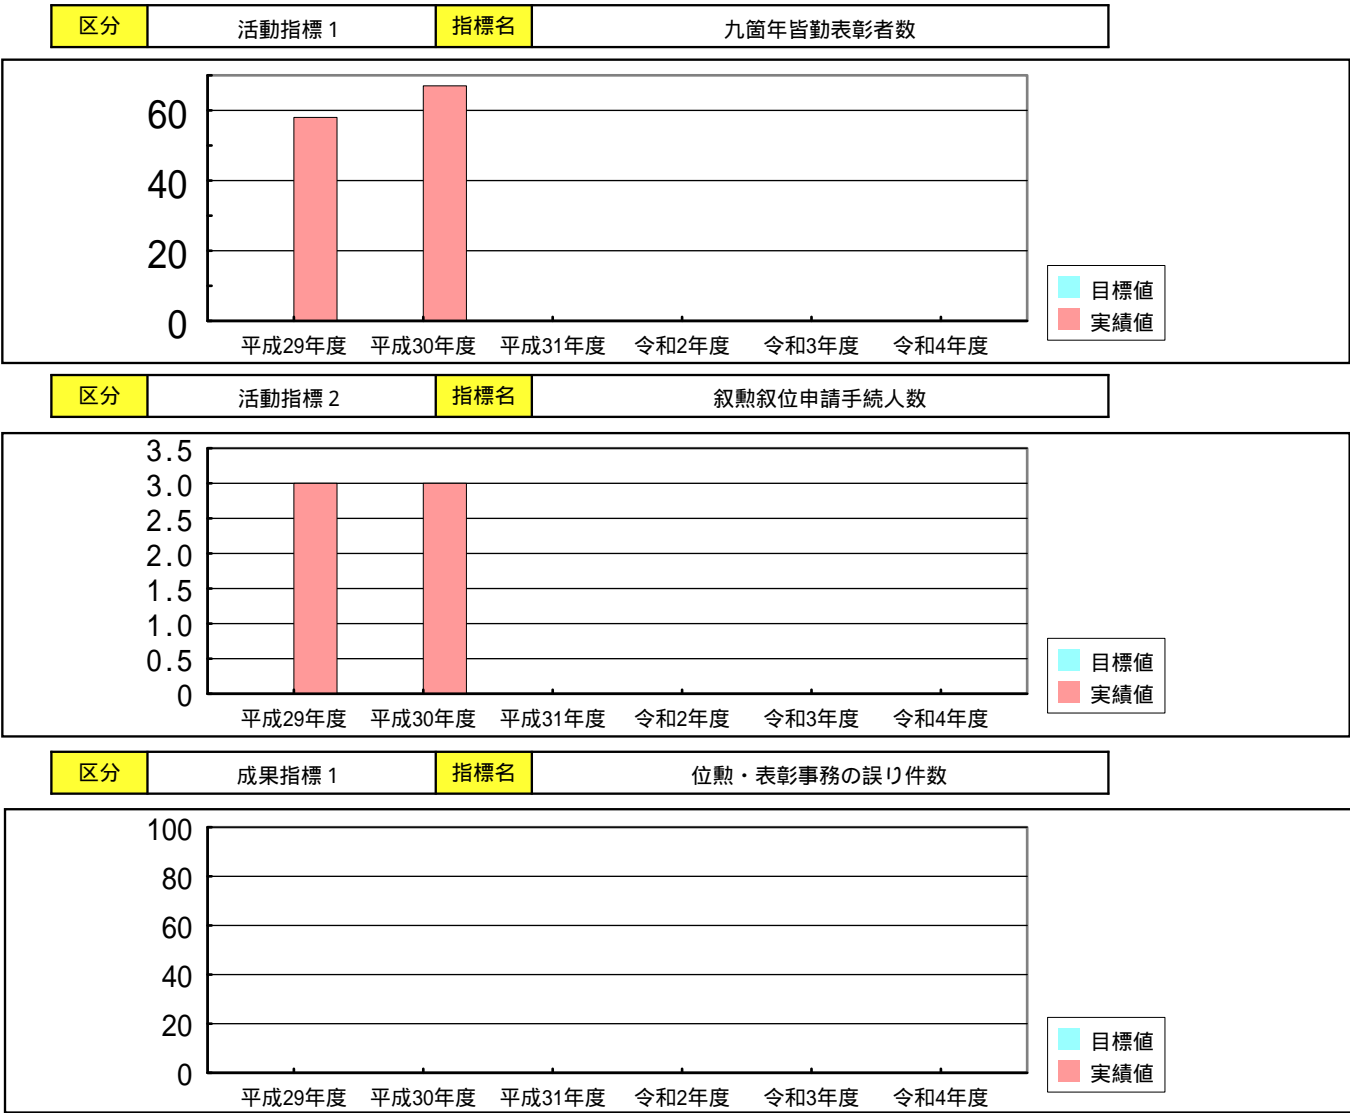 区分 活動指標1 指標名 九箇年皆勤表彰者数
60
40
20
0
平成29年度 平成30年度 平成31年度 令和2年度 令和3年度 令和4年度
目標値
実績値
区分 活動指標2 指標名 叙勲叙位申請手続人数
3.5
3.0
2.5
2.0
1.5
1.0
0.5
0
平成29年度 平成30年度 平成31年度 令和2年度 令和3年度 令和4年度
目標値
実績値
区分 成果指標1 指標名 位勲・表彰事務の誤り件数
100
80
60
40
20
0
平成29年度 平成30年度 平成31年度 令和2年度 令和3年度 令和4年度
目標値
実績値